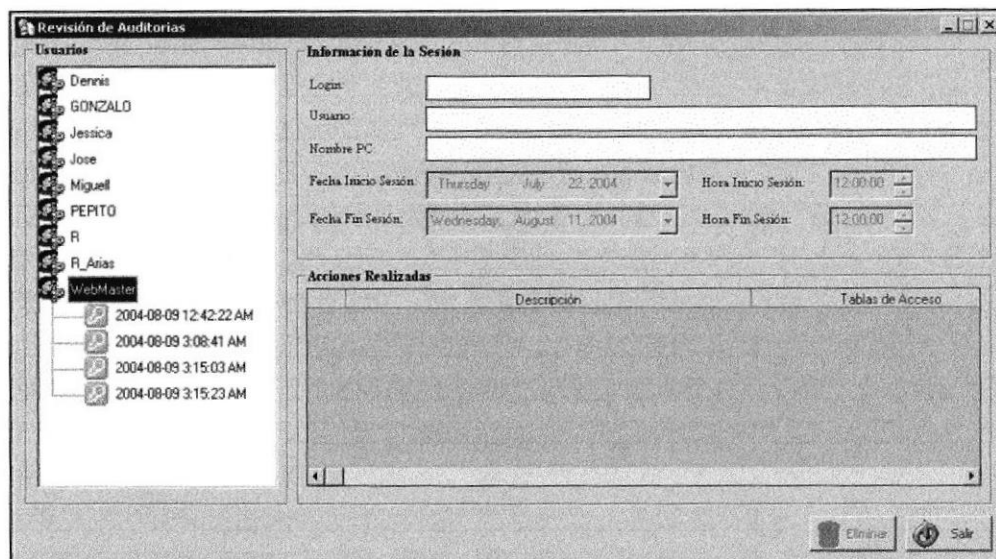 Revisión de Auditorias
Usuarios
Dennis
GONZALO
Jessica
Jose
Miguell
PEPITO
R
R_Arias
WebMaster
2004-08-09 12:42:22 AM
2004-08-09 3:08:41 AM
2004-08-09 3:15:03 AM
2004-08-09 3:15:23 AM
Información de la Sesión
Login:
Usuario
Nombre PC
Fecha Inicio Sesión: Thursday , July 22, 2004 Hora Inicio Sesión: 12:00:00
Fecha Fin Sesión: Wednesday, August 11, 2004 Hora Fin Sesión: 12:00:00
Acciones Realizadas
Descripción Tablas de Acceso
Eliminar Salir